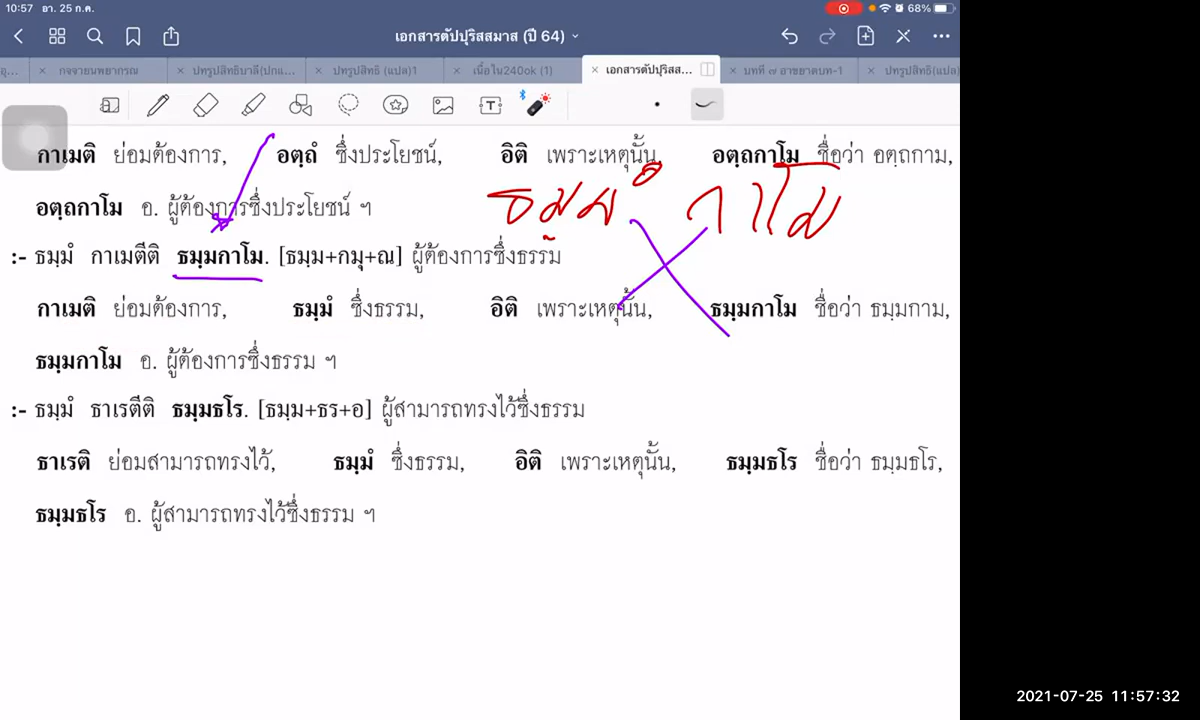 10:57 อา. 25 ก.ค. 68%
เอกสารตัปปุริสสมาส (ปี 64)
กจจายนพยากรณ์ ปทรูปสิทธิบาลี(ปกแ... ปทรูปสิทธิ (แปล)1 เนื้อใน240ok (1) เอกสารตัปปุริสส... บทที่ ๗ อาขยาตบท-1 ปทรูปสิทธิ(แปล)
กาเมติ ย่อมต้องการ, อตฺถํ ซึ่งประโยชน์, อิติ เพราะเหตุนั้น, อตฺถกาโม ชื่อว่า อตฺถกาม,
ธมฺมํ กาโม
อตฺถกาโม อ. ผู้ต้องการซึ่งประโยชน์ ฯ
:- ธมฺมํ กาเมตีติ ธมฺมกาโม. [ธมฺม+กมุ+ณ] ผู้ต้องการซึ่งธรรม
กาเมติ ย่อมต้องการ, ธมฺมํ ซึ่งธรรม, อิติ เพราะเหตุนั้น, ธมฺมกาโม ชื่อว่า ธมฺมกาม,
ธมฺมกาโม อ. ผู้ต้องการซึ่งธรรม ฯ
:- ธมฺมํ ธาเรตีติ ธมฺมธโร. [ธมฺม+ธร+อ] ผู้สามารถทรงไว้ซึ่งธรรม
ธาเรติ ย่อมสามารถทรงไว้, ธมฺมํ ซึ่งธรรม, อิติ เพราะเหตุนั้น, ธมฺมธโร ชื่อว่า ธมฺมธโร,
ธมฺมธโร อ. ผู้สามารถทรงไว้ซึ่งธรรม ฯ
2021-07-25 11:57:32